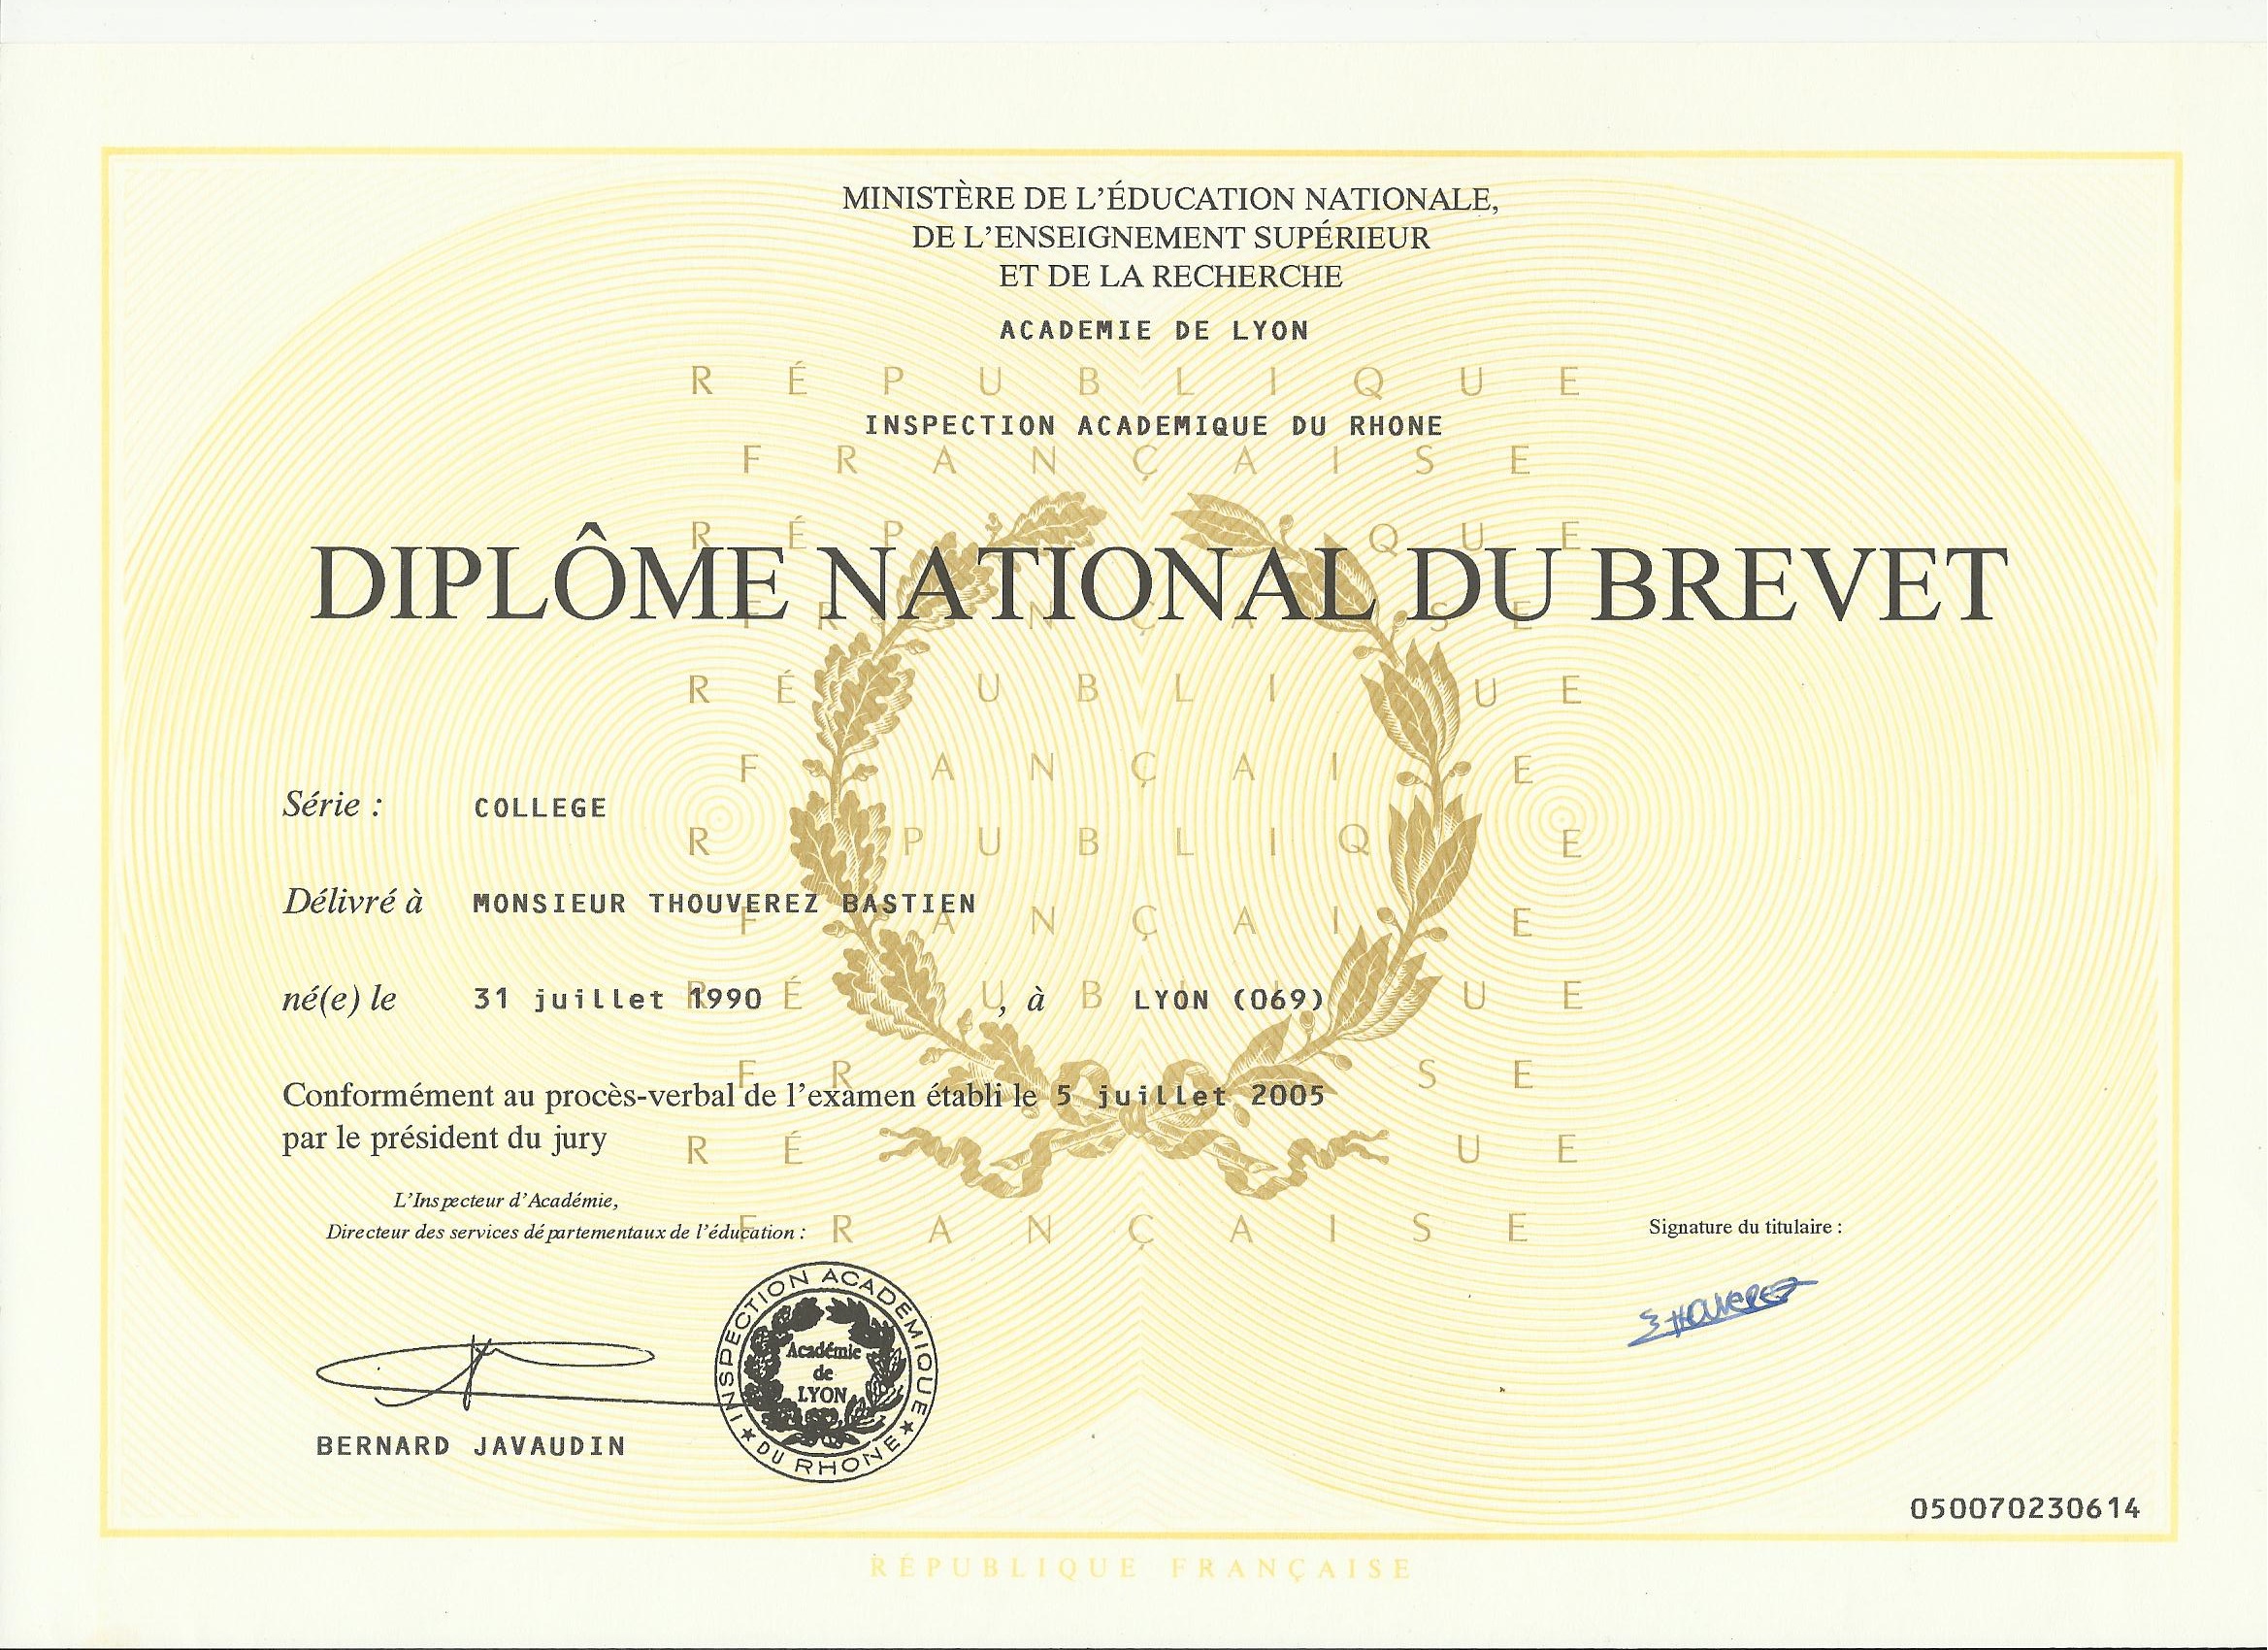 MINISTÈRE DE L'ÉDUCATION NATIONALE,
DE L'ENSEIGNEMENT SUPÉRIEUR
ET DE LA RECHERCHE
ACADEMIE DE LYON
RÉPUBLIQUE
INSPECTION ACADEMIQUE DU RHONE
FRANÇAISE
DIPLÔME NATIONAL DU BREVET
Série : COLLEGE
Délivré à MONSIEUR THOUVEREZ BASTIEN
né(e) le 31 juillet 1990 , à LYON (069)
Conformément au procès-verbal de l'examen établi le 5 juillet 2005
par le président du jury
L'Inspecteur d'Académie,
Directeur des services départementaux de l'éducation :
Signature du titulaire :
THOUVEREZ
INSPECTION ACADEMIQUE
Académie
de
LYON
★ DU RHONE ★
BERNARD JAVAUDIN
050070230614
RÉPUBLIQUE FRANÇAISE